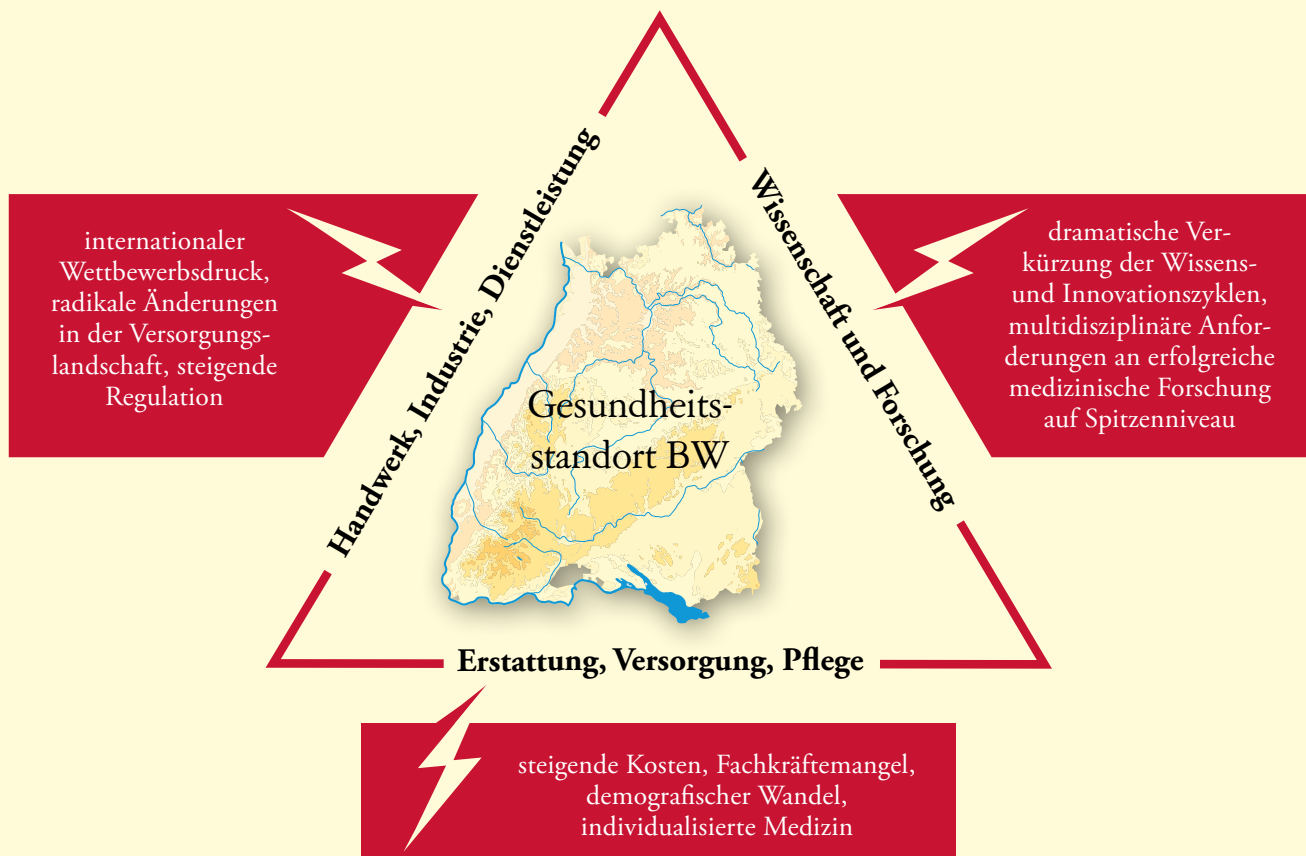 Handwerk, Industrie, Dienstleistung
Wissenschaft und Forschung
internationaler
Wettbewerbsdruck,
radikale Änderungen
in der Versorgungs-
landschaft, steigende
Regulation
dramatische Ver-
kürzung der Wissens-
und Innovationszyklen,
multidisziplinäre Anfor-
derungen an erfolgreiche
medizinische Forschung
auf Spitzenniveau
Gesundheits-
standort BW
Erstattung, Versorgung, Pflege
steigende Kosten, Fachkräftemangel,
demografischer Wandel,
individualisierte Medizin